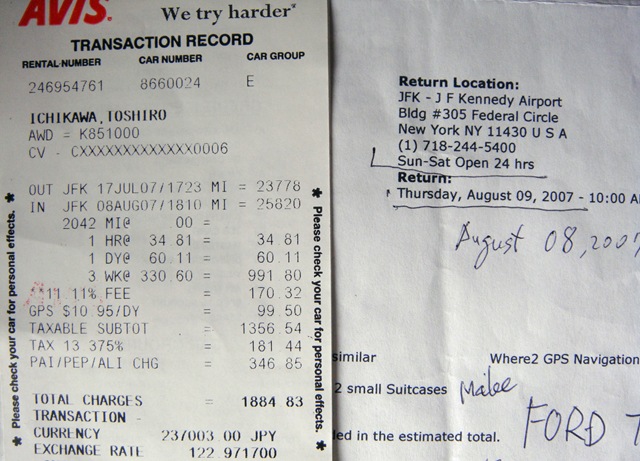 AVIS. We try harder®
TRANSACTION RECORD
RENTAL NUMBER CAR NUMBER CAR GROUP
246954761 8660024 E
ICHIKAWA,TOSHIRO
AWD = K851000
CV - CXXXXXXXXXXXXX0006
OUT JFK 17JUL07/1723 MI = 23778
IN JFK 08AUG07/1810 MI = 25820
2042 MI@ .00 =
1 HR@ 34.81 = 34.81
1 DY@ 60.11 = 60.11
3 WK@ 330.60 = 991.80
11.11% FEE = 170.32
GPS $10.95/DY = 99.50
TAXABLE SUBTOT = 1356.54
TAX 13.375% = 181.44
PAI/PEP/ALI CHG = 346.85
TOTAL CHARGES = 1884.83
TRANSACTION -
CURRENCY 237003.00 JPY
EXCHANGE RATE 122.971700
* Please check your car for personal effects. *
* Please check your car for personal effects. *
Return Location:
JFK - J F Kennedy Airport
Bldg #305 Federal Circle
New York NY 11430 U S A
(1) 718-244-5400
Sun-Sat Open 24 hrs
Return:
Thursday, August 09, 2007 - 10:00 A
August 08, 2007
similar Where2 GPS Navigation
2 small Suitcases
ed in the estimated total.
FORD T